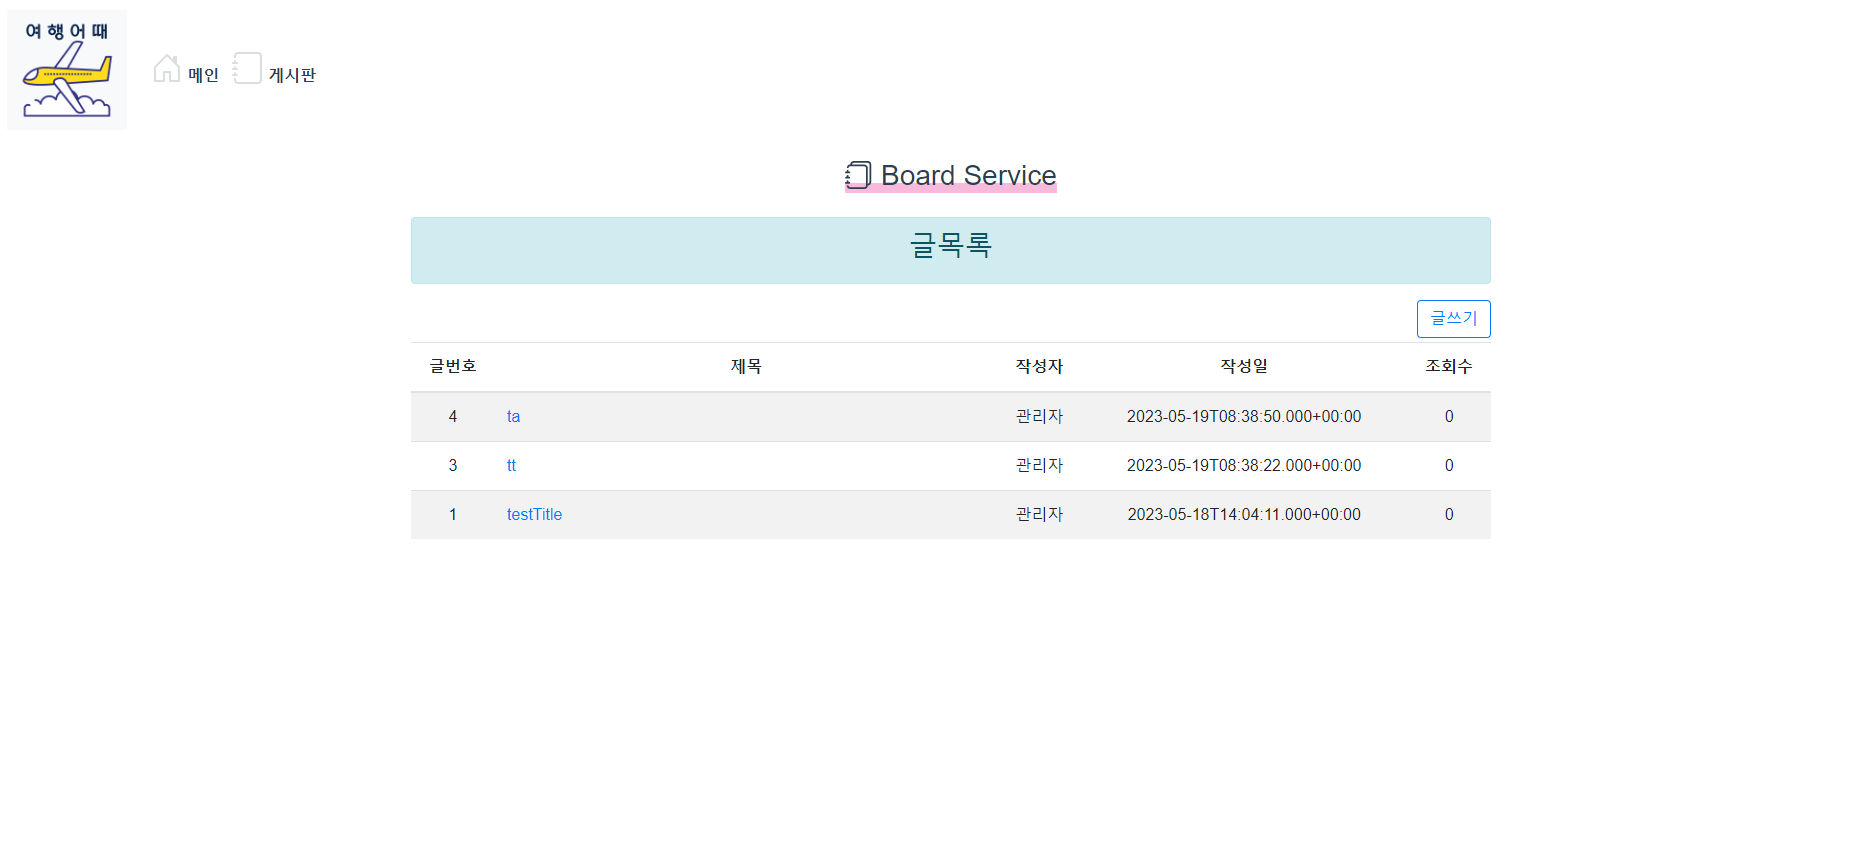 여행어때
메인 게시판
Board Service
글목록
글쓰기
글번호 제목 작성자 작성일 조회수
4 ta 관리자 2023-05-19T08:38:50.000+00:00 0
3 tt 관리자 2023-05-19T08:38:22.000+00:00 0
1 testTitle 관리자 2023-05-18T14:04:11.000+00:00 0